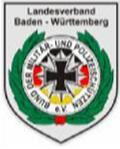 Landesverband
Baden - Württemberg
BUND DER MILITÄR- UND POLIZEISCHÜTZEN
e.V.